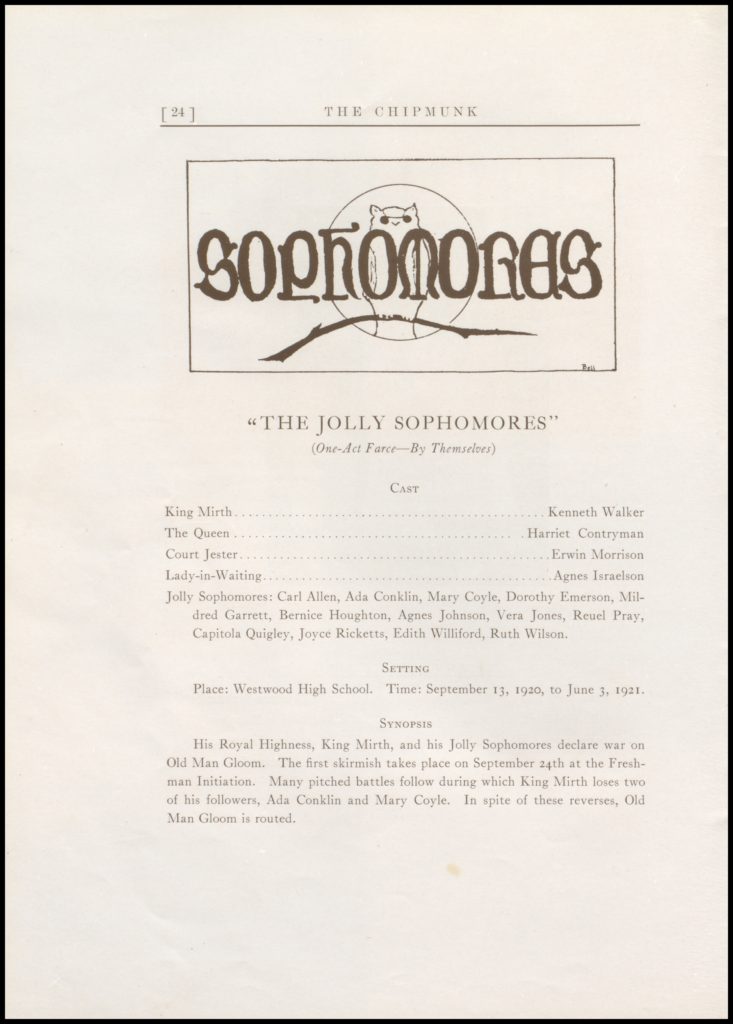 [ 24 ] THE CHIPMUNK
SOPHOMORES
Bell
"THE JOLLY SOPHOMORES"
(One-Act Farce—By Themselves)
CAST
King Mirth..............................................Kenneth Walker
The Queen...........................................Harriet Contryman
Court Jester..............................................Erwin Morrison
Lady-in-Waiting...........................................Agnes Israelson
Jolly Sophomores: Carl Allen, Ada Conklin, Mary Coyle, Dorothy Emerson, Mil-
dred Garrett, Bernice Houghton, Agnes Johnson, Vera Jones, Reuel Pray,
Capitola Quigley, Joyce Ricketts, Edith Williford, Ruth Wilson.
SETTING
Place: Westwood High School. Time: September 13, 1920, to June 3, 1921.
SYNOPSIS
His Royal Highness, King Mirth, and his Jolly Sophomores declare war on
Old Man Gloom. The first skirmish takes place on September 24th at the Fresh-
man Initiation. Many pitched battles follow during which King Mirth loses two
of his followers, Ada Conklin and Mary Coyle. In spite of these reverses, Old
Man Gloom is routed.